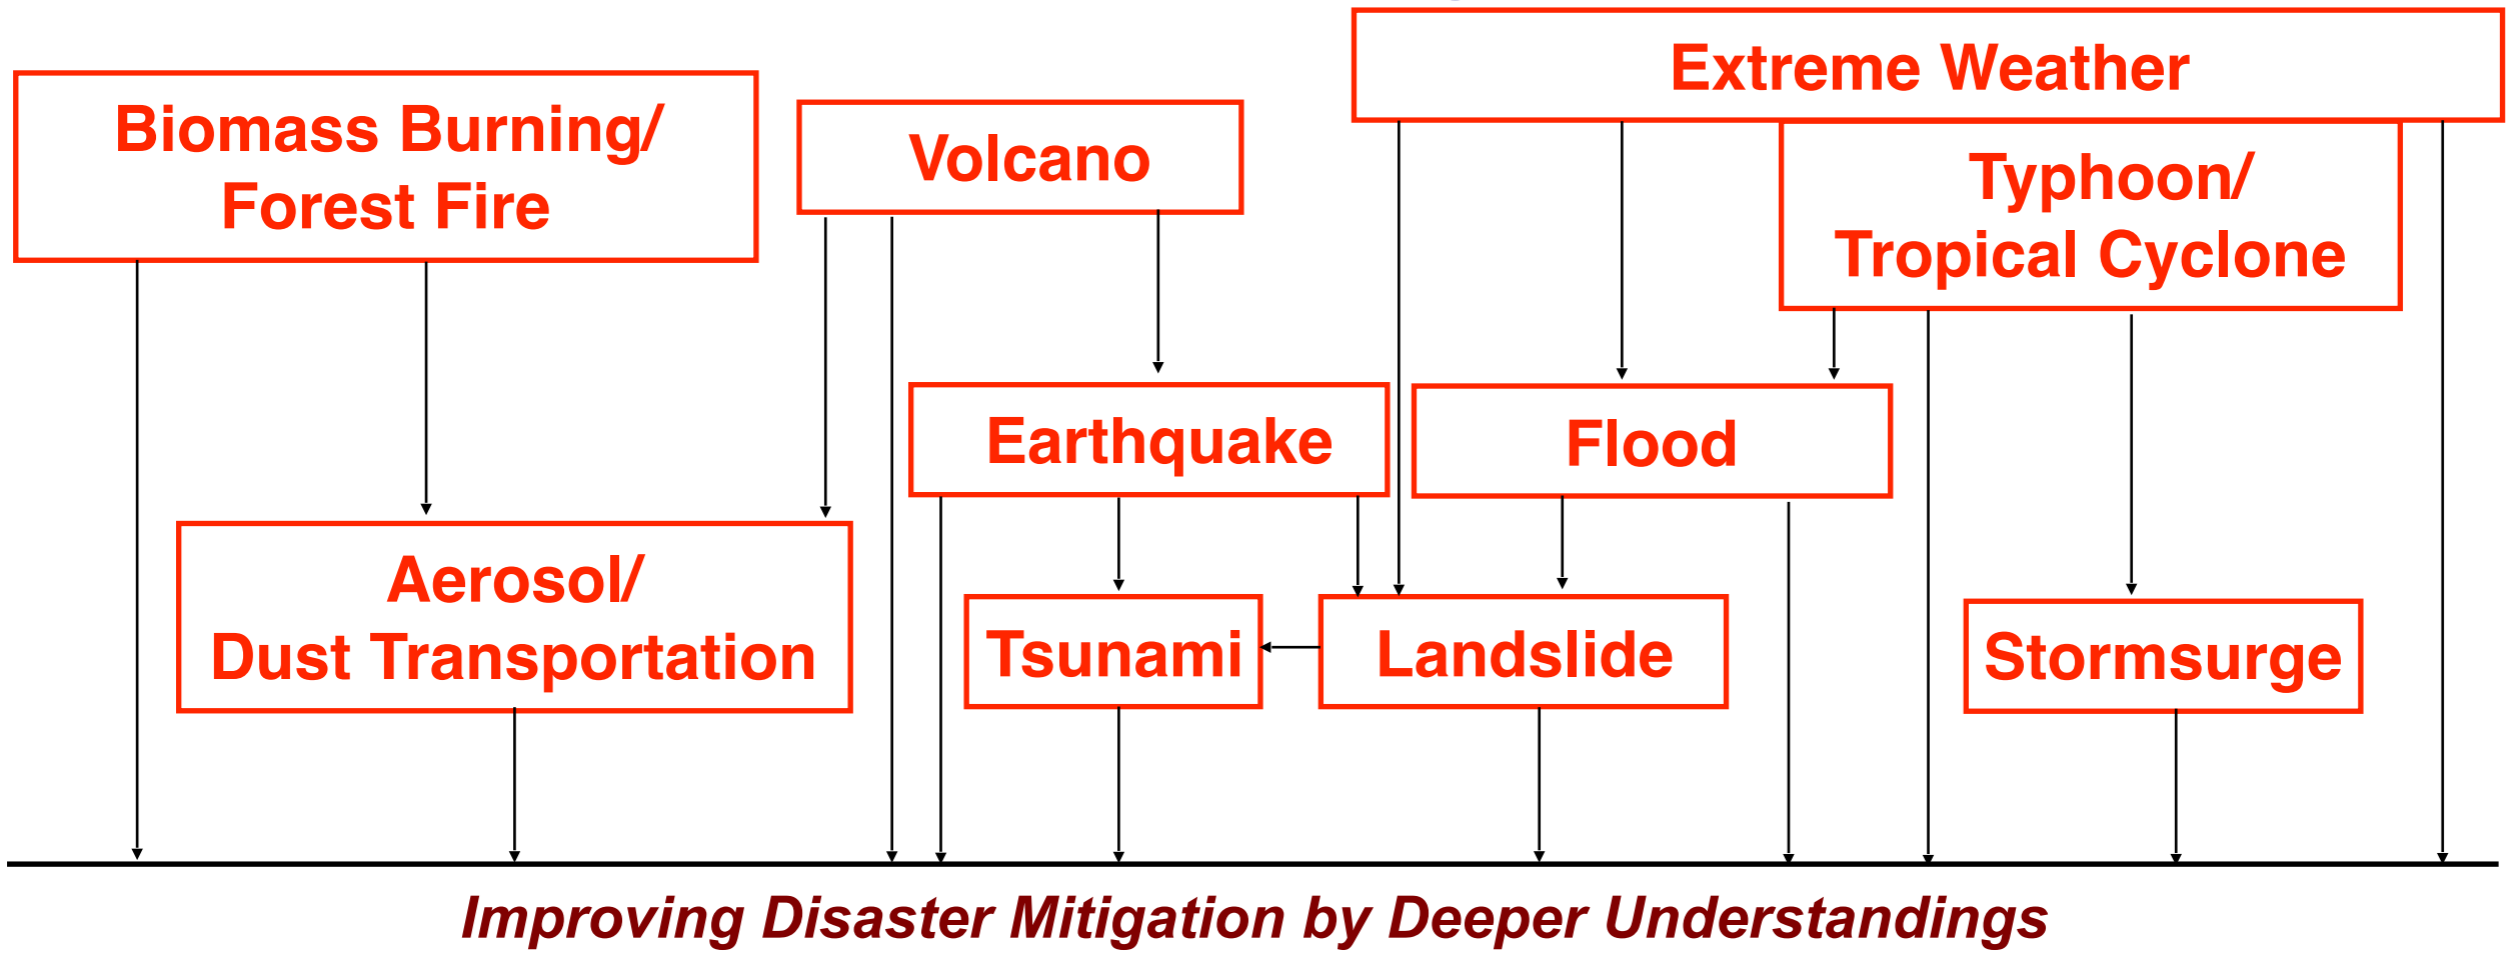 Extreme Weather
Biomass Burning/
Forest Fire
Volcano
Typhoon/
Tropical Cyclone
Earthquake
Flood
Aerosol/
Dust Transportation
Tsunami
Landslide
Stormsurge
Improving Disaster Mitigation by Deeper Understandings